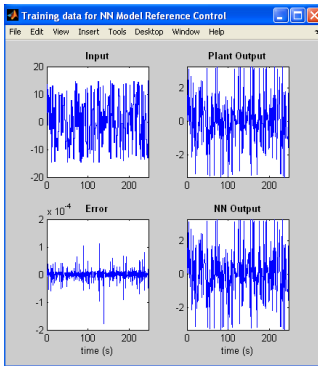 Training data for NN Model Reference Control
File Edit View Insert Tools Desktop Window Help
Input
20
10
0
-10
-20
0 100 200
Plant Output
2
0
-2
0 100 200
Error
x 10-4
2
1
0
-1
-2
0 100 200
time (s)
NN Output
2
0
-2
0 100 200
time (s)